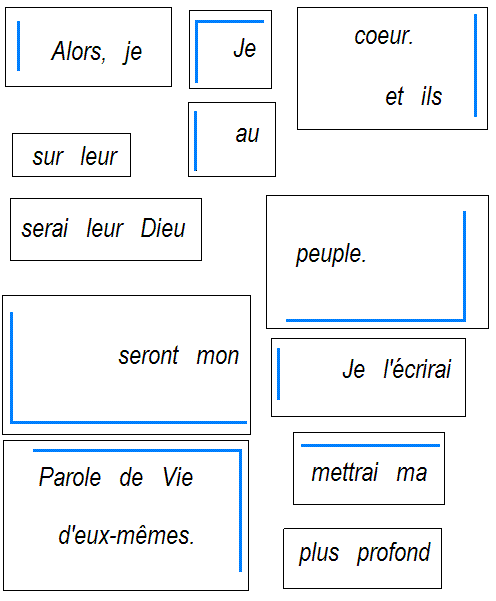 Alors, je
Je
coeur.
et ils
au
sur leur
serai leur Dieu
peuple.
seront mon
Je l'écrirai
Parole de Vie
d'eux-mêmes.
mettrai ma
plus profond